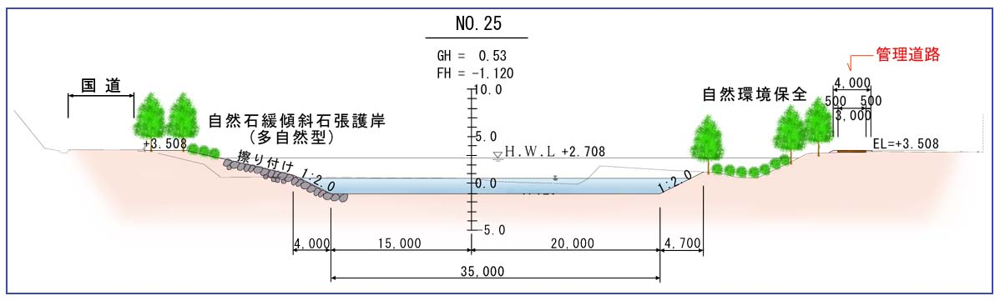 NO.25
GH = 0.53
FH = -1.120
管理道路
国 道
自然石緩傾斜石張護岸
(多自然型)
自然環境保全
4,000
500
500
3,000
+3.508
EL=+3.508
H.W.L +2.708
擦り付け
1:2.0
1:2.0
10.0
5.0
0.0
-5.0
4,000
15,000
20,000
4,700
35,000